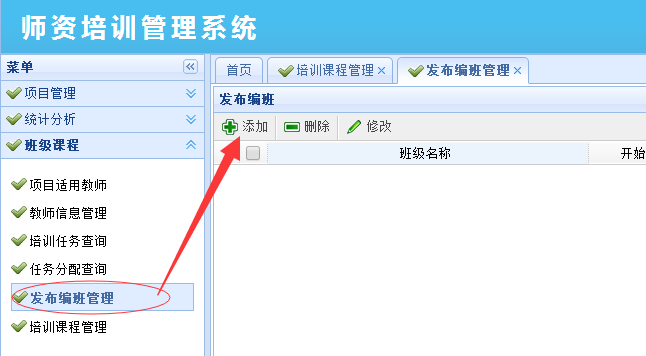 师资培训管理系统
菜单
首页 培训课程管理 发布编班管理
项目管理
发布编班
统计分析
添加 删除 修改
班级课程
班级名称 开始
项目适用教师
教师信息管理
培训任务查询
任务分配查询
发布编班管理
培训课程管理